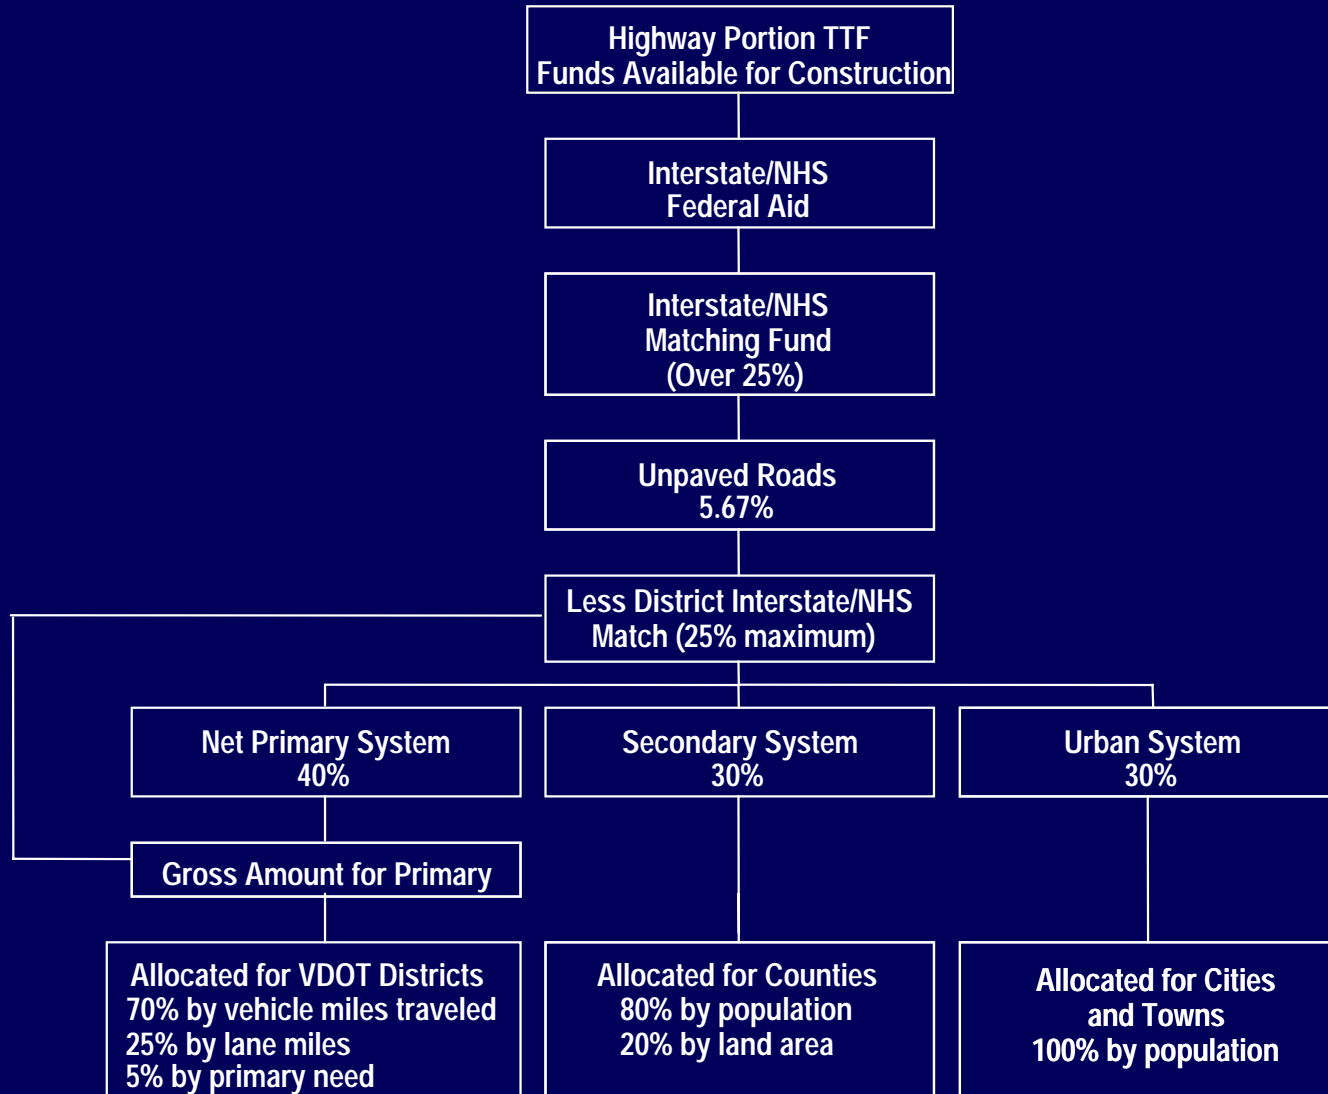 Highway Portion TTF
Funds Available for Construction
Interstate/NHS
Federal Aid
Interstate/NHS
Matching Fund
(Over 25%)
Unpaved Roads
5.67%
Less District Interstate/NHS
Match (25% maximum)
Net Primary System
40%
Secondary System
30%
Urban System
30%
Gross Amount for Primary
Allocated for VDOT Districts
70% by vehicle miles traveled
25% by lane miles
5% by primary need
Allocated for Counties
80% by population
20% by land area
Allocated for Cities
and Towns
100% by population